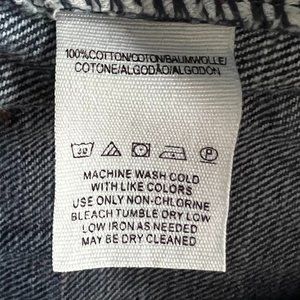 100%COTTON/COTON/BAUMWOLLE/
COTONE/ALGODÃO/ALGODÓN
MACHINE WASH COLD
WITH LIKE COLORS
USE ONLY NON-CHLORINE
BLEACH TUMBLE DRY LOW
LOW IRON AS NEEDED
MAY BE DRY CLEANED